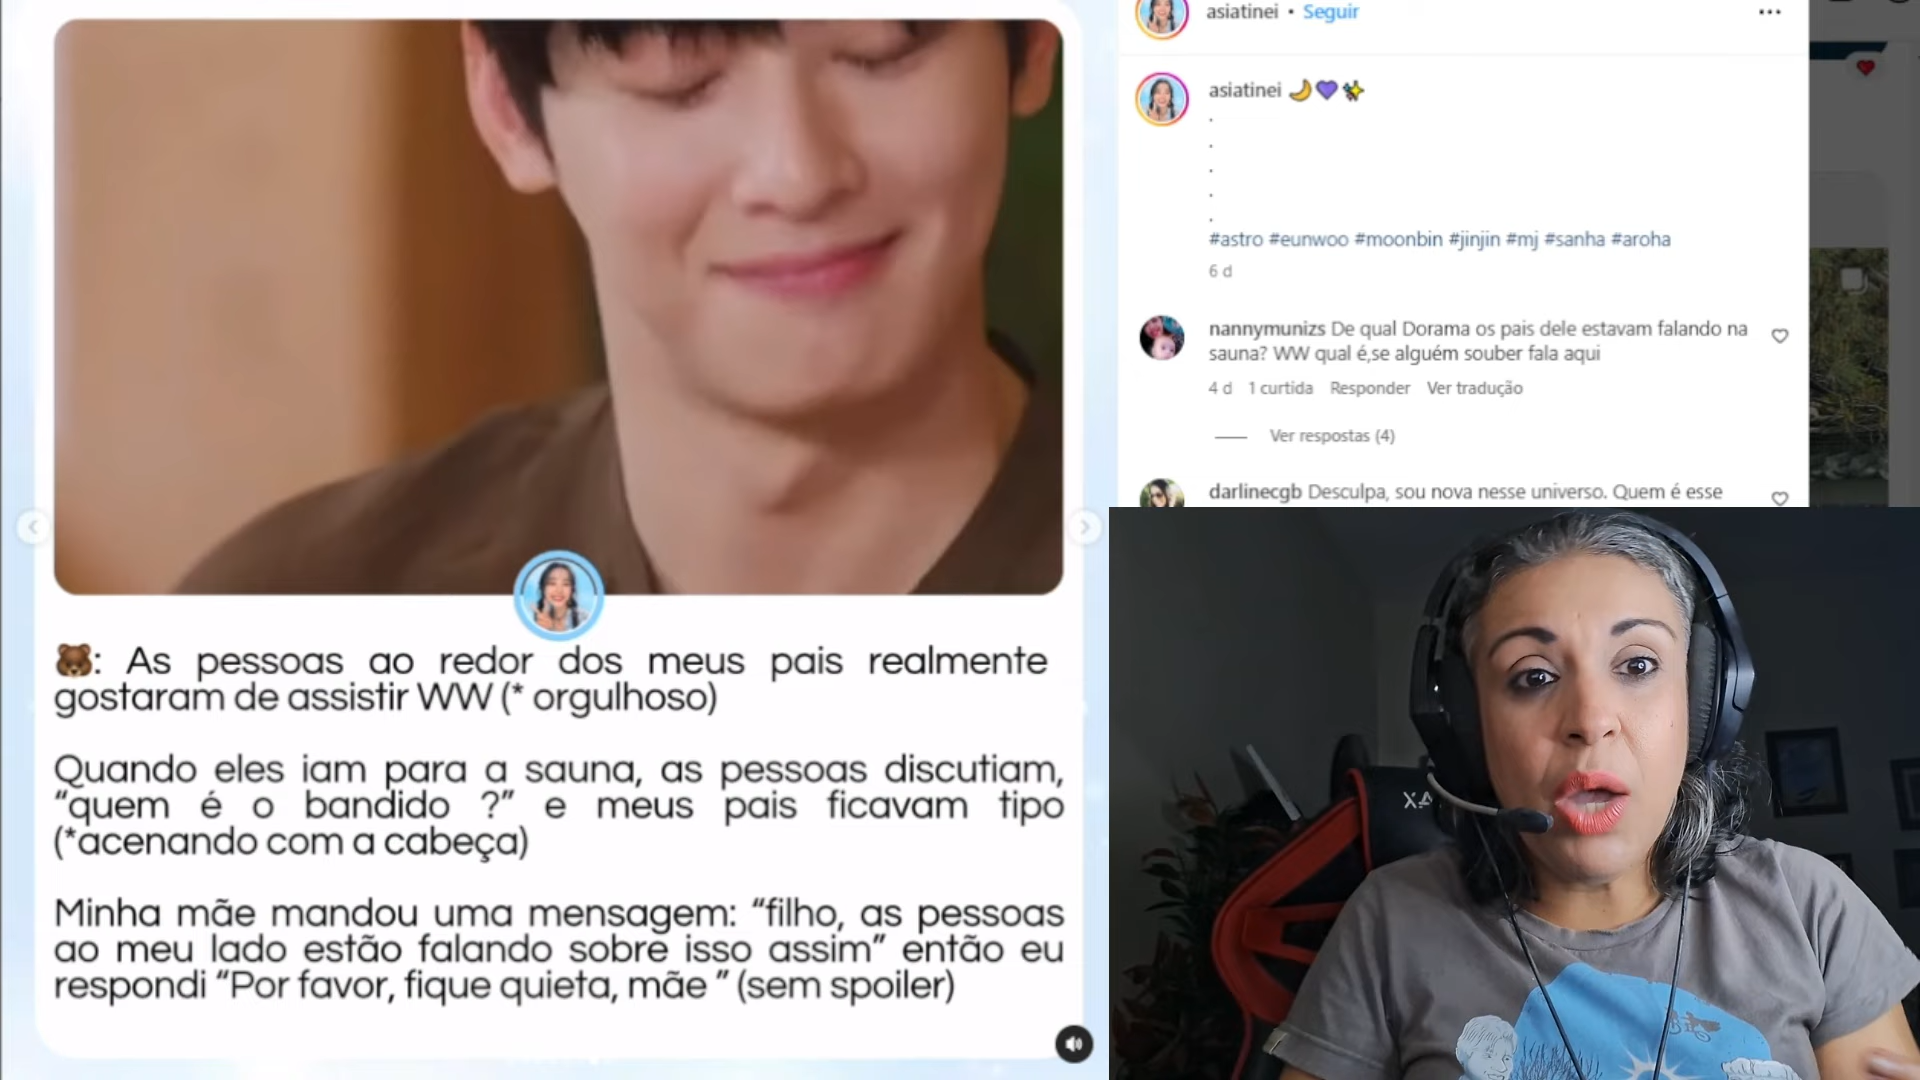 : As pessoas ao redor dos meus pais realmente
gostaram de assistir WW (* orgulhoso)
Quando eles iam para a sauna, as pessoas discutiam,
“quem é o bandido ?” e meus pais ficavam tipo
(*acenando com a cabeça)
Minha mãe mandou uma mensagem: “filho, as pessoas
ao meu lado estão falando sobre isso assim” então eu
respondi “Por favor, fique quieta, mãe ” (sem spoiler)
asiatinei • Seguir
asiatinei 🌙💜✨
.
.
.
.
.
#astro #eunwoo #moonbin #jinjin #mj #sanha #aroha
6 d
nannymunizs De qual Dorama os pais dele estavam falando na
sauna? WW qual é,se alguém souber fala aqui
4 d 1 curtida Responder Ver tradução
Ver respostas (4)
darlinecgb Desculpa, sou nova nesse universo. Quem é esse